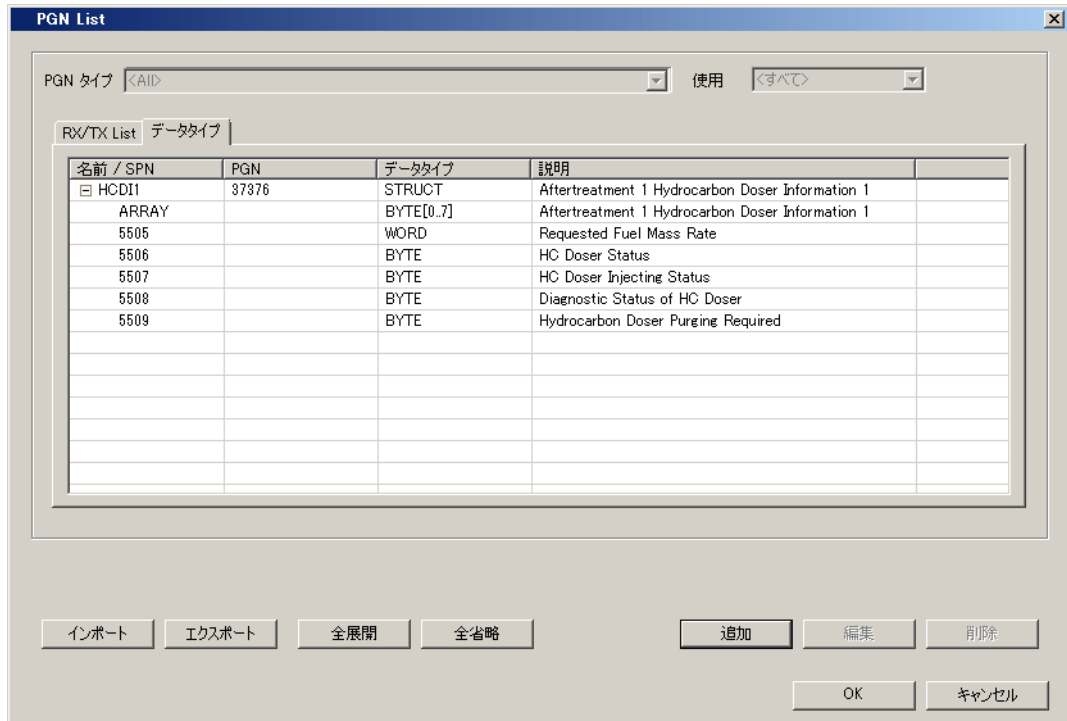 PGN List
PGN タイプ <All> 使用 <すべて>
RX/TX List データタイプ
名前 / SPN PGN データタイプ 説明
HCDI1 37376 STRUCT Aftertreatment 1 Hydrocarbon Doser Information 1
ARRAY BYTE[0..7] Aftertreatment 1 Hydrocarbon Doser Information 1
5505 WORD Requested Fuel Mass Rate
5506 BYTE HC Doser Status
5507 BYTE HC Doser Injecting Status
5508 BYTE Diagnostic Status of HC Doser
5509 BYTE Hydrocarbon Doser Purging Required
インポート エクスポート 全展開 全省略 追加 編集 削除
OK キャンセル